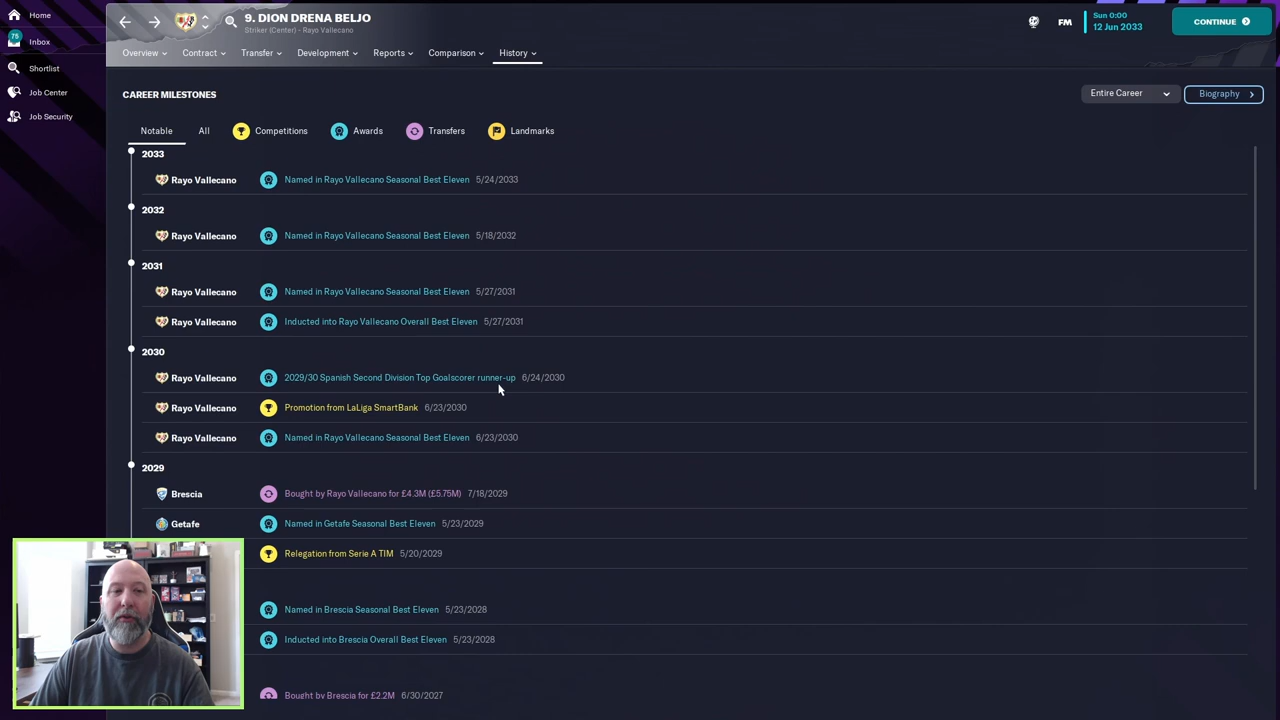 Home
75
Inbox
Shortlist
Job Center
Job Security
9. DION DRENA BELJO
Striker (Center) - Rayo Vallecano
FM
Sun 0:00
12 Jun 2033
CONTINUE
Overview
Contract
Transfer
Development
Reports
Comparison
History
CAREER MILESTONES
Entire Career
Biography
Notable
All
Competitions
Awards
Transfers
Landmarks
2033
Rayo Vallecano Named in Rayo Vallecano Seasonal Best Eleven 5/24/2033
2032
Rayo Vallecano Named in Rayo Vallecano Seasonal Best Eleven 5/18/2032
2031
Rayo Vallecano Named in Rayo Vallecano Seasonal Best Eleven 5/27/2031
Rayo Vallecano Inducted into Rayo Vallecano Overall Best Eleven 5/27/2031
2030
Rayo Vallecano 2029/30 Spanish Second Division Top Goalscorer runner-up 6/24/2030
Rayo Vallecano Promotion from LaLiga SmartBank 6/23/2030
Rayo Vallecano Named in Rayo Vallecano Seasonal Best Eleven 6/23/2030
2029
Brescia Bought by Rayo Vallecano for £4.3M (£5.75M) 7/18/2029
Getafe Named in Getafe Seasonal Best Eleven 5/23/2029
Relegation from Serie A TIM 5/20/2029
Named in Brescia Seasonal Best Eleven 5/23/2028
Inducted into Brescia Overall Best Eleven 5/23/2028
Bought by Brescia for £2.2M 6/30/2027